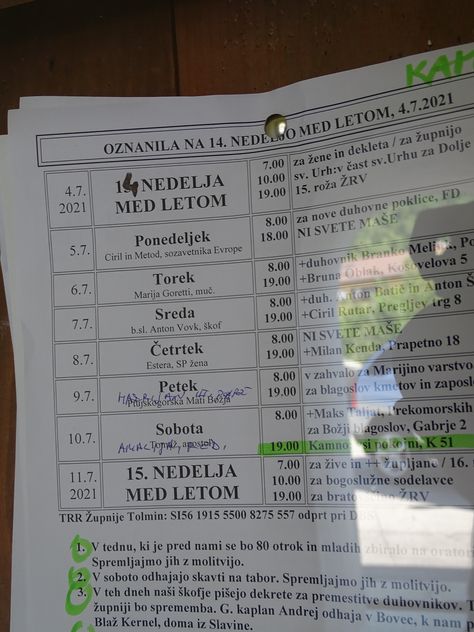 KAM
OZNANILA NA 14. NEDELJO MED LETOM, 4.7.2021
4.7. 2021
14 NEDELJA MED LETOM
7.00 za žene in dekleta / za župnijo
10.00 sv. Urh: v čast sv. Urhu za Dolje
19.00 15. roža ŽRV
5.7.
Ponedeljek
Ciril in Metod, sozavetnika Evrope
8.00 za nove duhovne poklice, FD
18.00 NI SVETE MAŠE
6.7.
Torek
Marija Goretti, muč.
8.00 +duhovnik Branko Melink, Po
19.00 +Bruna Oblak, Kosovelova 5
7.7.
Sreda
b.sl. Anton Vovk, škof
8.00 +duh. Anton Batič in Anton Š
19.00 +Ciril Rutar, Pregljev trg 8
8.7.
Četrtek
Estera, SP žena
8.00 NI SVETE MAŠE
19.00 +Milan Kenda, Prapetno 18
9.7.
Petek
Mati Božja
8.00 v zahvalo za Marijino varstvo
19.00 za blagoslov kmetov in zaposl
10.7.
Sobota
8.00 +Maks Taljat, Prekomorskih
za Božji blagoslov, Gabrje 2
19.00 pokojni, K 51
11.7. 2021
15. NEDELJA MED LETOM
7.00 za žive in ++ župljane / 16.
10.00 za bogoslužne sodelavce
19.00 ŽRV
TRR Župnije Tolmin: SI56 1915 5500 8275 557 odprt pri DBS
1. V tednu, ki je pred nami se bo 80 otrok in mladih zbiralo na orator
Spremljajmo jih z molitvijo.
2. V soboto odhajajo skavti na tabor. Spremljajmo jih z molitvijo.
3. V teh dneh naši škofje pišejo dekrete za premestitve duhovnikov. T
župniji bo sprememba. G. kaplan Andrej odhaja v Bovec, k nam p
Blaž Kernel, doma iz Slavine.